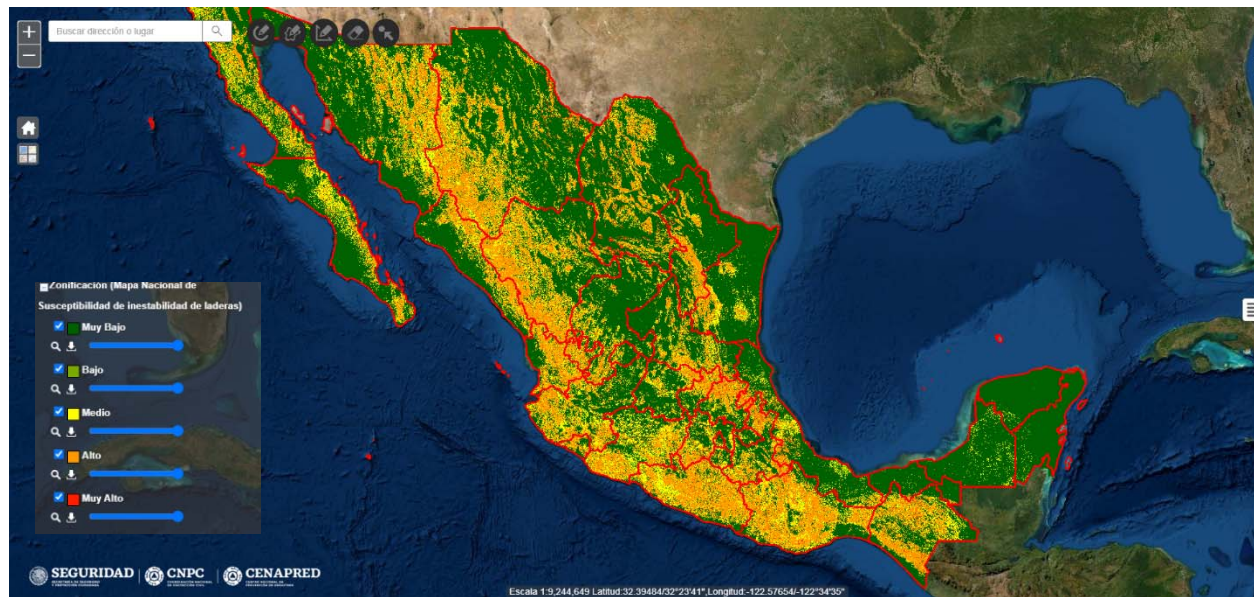 Buscar dirección o lugar
Zonificación (Mapa Nacional de
Susceptibilidad de inestabilidad de laderas)
Muy Bajo
Bajo
Medio
Alto
Muy Alto
SEGURIDAD
CNPC
CENAPRED
Escala 1:9,244,649 Latitud:32.39484/32°23'41",Longitud:-122.57654/-122°34'35"